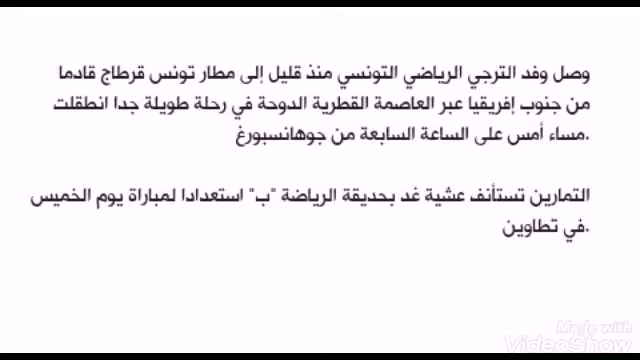 وصل وفد الترجي الرياضي التونسي منذ قليل إلى مطار تونس قرطاج قادما
من جنوب إفريقيا عبر العاصمة القطرية الدوحة في رحلة طويلة جدا انطقلت
.مساء أمس على الساعة السابعة من جوهانسبورغ
التمارين تستأنف عشية غد بحديقة الرياضة "ب" استعدادا لمباراة يوم الخميس
.في تطاوين
Made with
VideoShow